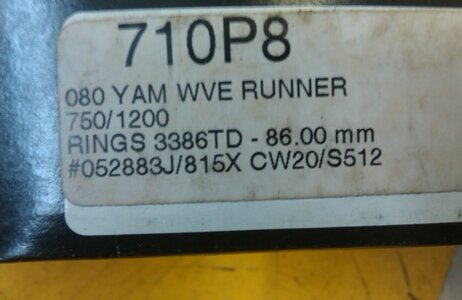 710P8
080 YAM WVE RUNNER
750/1200
RINGS 3386TD - 86.00 mm
#052883J/815X CW20/S512